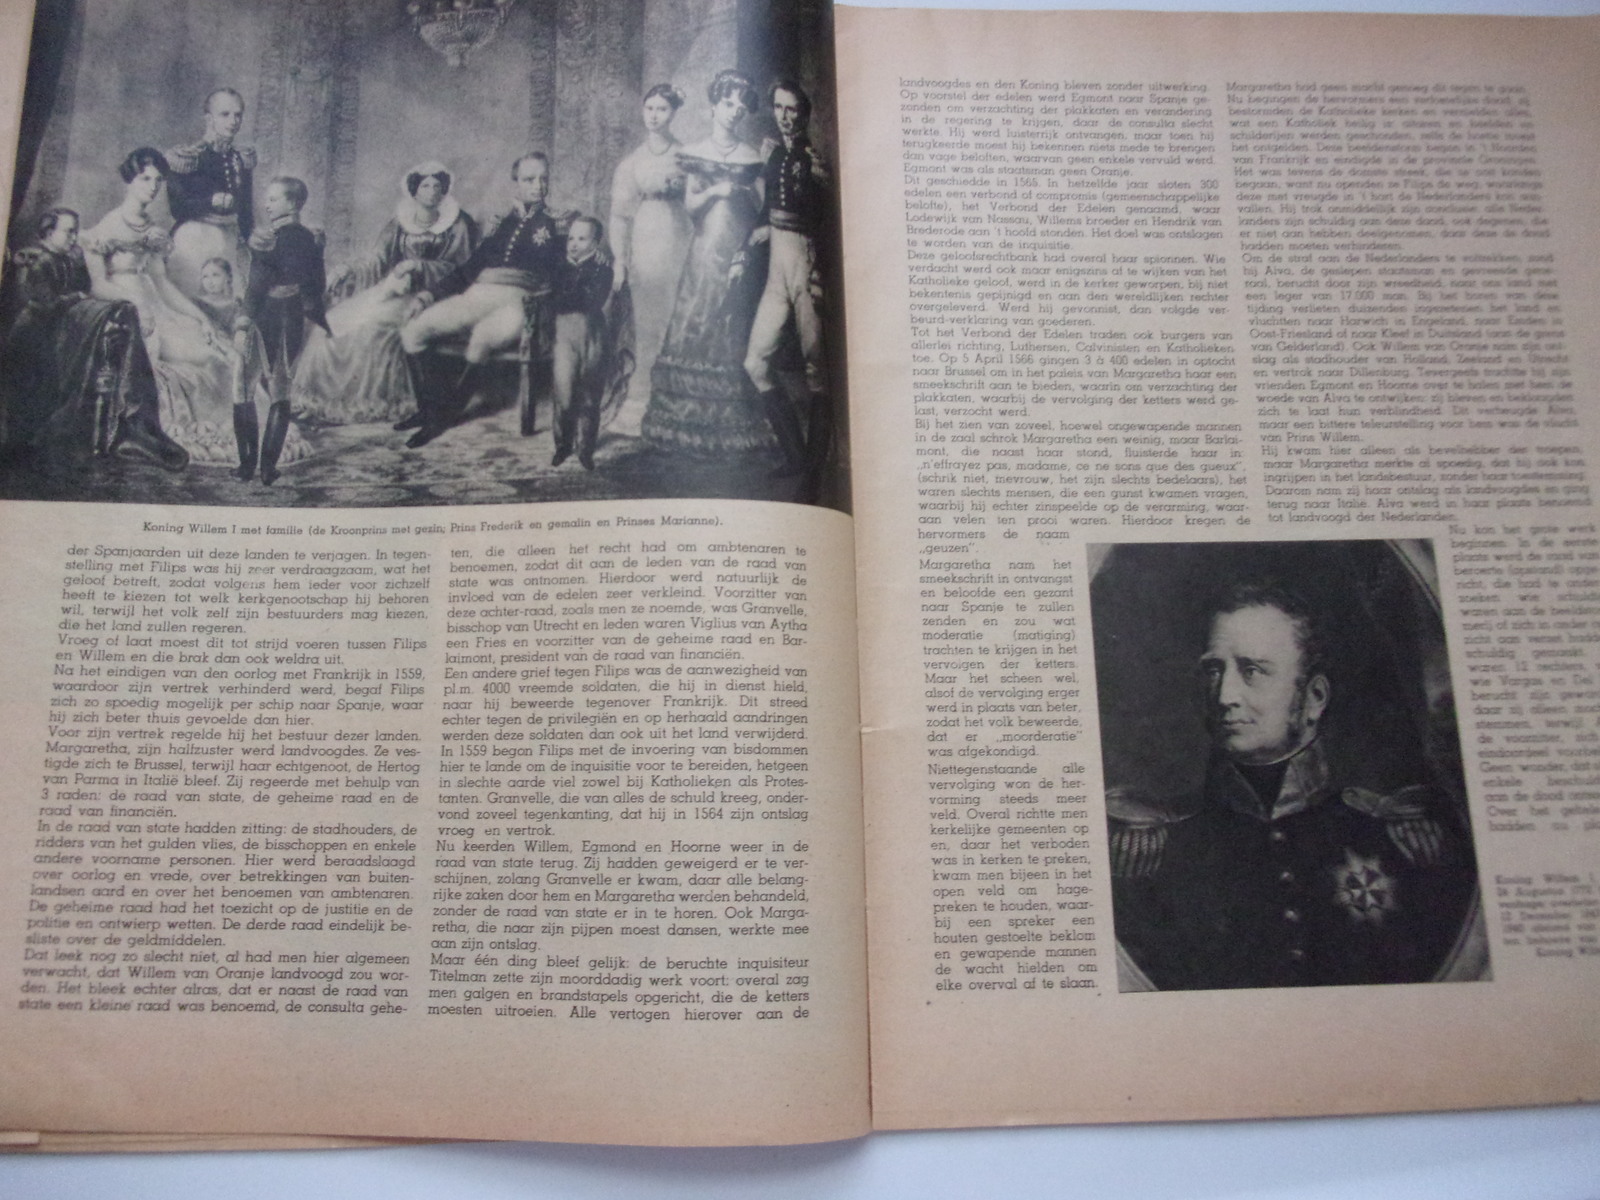 Koning Willem I met familie (de Kroonprins met gezin; Prins Frederik en gemalin en Prinses Marianne).
der Spanjaarden uit deze landen te verjagen. In tegen-
stelling met Filips was hij zeer verdraagzaam, wat het
geloof betreft, zodat volgens hem ieder voor zichzelf
heeft te kiezen tot welk kerkgenootschap hij behoren
wil, terwijl het volk zelf zijn bestuurders mag kiezen,
die het land zullen regeren.
Vroeg of laat moest dit tot strijd voeren tussen Filips
en Willem en die brak dan ook weldra uit.
Na het eindigen van den oorlog met Frankrijk in 1559,
waardoor zijn vertrek verhinderd werd, begaf Filips
zich zo spoedig mogelijk per schip naar Spanje, waar
hij zich beter thuis gevoelde dan hier.
Voor zijn vertrek regelde hij het bestuur dezer landen.
Margaretha, zijn halfzuster werd landvoogdes. Ze ves-
tigde zich te Brussel, terwijl haar echtgenoot, de Hertog
van Parma in Italië bleef. Zij regeerde met behulp van
3 raden: de raad van state, de geheime raad en de
raad van financiën.
In de raad van state hadden zitting: de stadhouders, de
ridders van het gulden vlies, de bisschoppen en enkele
andere voorname personen. Hier werd beraadslaagd
over oorlog en vrede, over betrekkingen van buiten-
landsen aard en over het benoemen van ambtenaren.
De geheime raad had het toezicht op de justitie en de
politie en ontwierp wetten. De derde raad eindelijk be-
sliste over de geldmiddelen.
Dat leek nog zo slecht niet, al had men hier algemeen
verwacht, dat Willem van Oranje landvoogd zou wor-
den. Het bleek echter alras, dat er naast de raad van
state een kleine raad was benoemd, de consulta gehe-
ten, die alleen het recht had om ambtenaren te
benoemen, zodat dit aan de leden van de raad van
state was ontnomen. Hierdoor werd natuurlijk de
invloed van de edelen zeer verkleind. Voorzitter van
deze achter-raad, zoals men ze noemde, was Granvelle,
bisschop van Utrecht en leden waren Viglius van Aytha
een Fries en voorzitter van de geheime raad en Bar-
laimont, president van de raad van financiën.
Een andere grief tegen Filips was de aanwezigheid van
pl.m. 4000 vreemde soldaten, die hij in dienst hield,
naar hij beweerde tegenover Frankrijk. Dit streed
echter tegen de privilegiën en op herhaald aandringen
werden deze soldaten dan ook uit het land verwijderd.
In 1559 begon Filips met de invoering van bisdommen
hier te lande om de inquisitie voor te bereiden, hetgeen
in slechte aarde viel zowel bij Katholieken als Protes-
tanten. Granvelle, die van alles de schuld kreeg, onder-
vond zoveel tegenkanting, dat hij in 1564 zijn ontslag
vroeg en vertrok.
Nu keerden Willem, Egmond en Hoorne weer in de
raad van state terug. Zij hadden geweigerd er te ver-
schijnen, zolang Granvelle er kwam, daar alle belang-
rijke zaken door hem en Margaretha werden behandeld,
zonder de raad van state er in te horen. Ook Marga-
retha, die naar zijn pijpen moest dansen, werkte mee
aan zijn ontslag.
Maar één ding bleef gelijk: de beruchte inquisiteur
Titelman zette zijn moorddadig werk voort: overal zag
men galgen en brandstapels opgericht, die de ketters
moesten uitroeien. Alle vertogen hierover aan de
landvoogdes en den Koning bleven zonder uitwerking.
Op voorstel der edelen werd Egmont naar Spanje ge-
zonden om verzachting der plakkaten en verandering
in de regering te krijgen, daar de consulta slecht
werkte. Hij werd luisterrijk ontvangen, maar toen hij
terugkeerde moest hij bekennen niets mede te brengen
dan vage beloften, waarvan geen enkele vervuld werd.
Egmont was als staatsman geen Oranje.
Dit geschiedde in 1565. In hetzelfde jaar sloten 300
edelen een verbond of compromis (gemeenschappelijke
belofte), het Verbond der Edelen genaamd, waar
Lodewijk van Nassau, Willems broeder en Hendrik van
Brederode aan 't hoofd stonden. Het doel was ontslagen
te worden van de inquisitie.
Deze geloofsrechtbank had overal haar spionnen. Wie
verdacht werd ook maar enigszins af te wijken van het
Katholieke geloof, werd in de kerker geworpen, bij niet
bekentenis gepijnigd en aan den wereldlijken rechter
overgeleverd. Werd hij gevonnist, dan volgde ver-
beurd-verklaring van goederen.
Tot het Verbond der Edelen traden ook burgers van
allerlei richting, Luthersen, Calvinisten en Katholieken
toe. Op 5 April 1566 gingen 3 à 400 edelen in optocht
naar Brussel om in het paleis van Margaretha haar een
smeekschrift aan te bieden, waarin om verzachting der
plakkaten, waarbij de vervolging der ketters werd ge-
last, verzocht werd.
Bij het zien van zoveel, hoewel ongewapende mannen
in de zaal schrok Margaretha een weinig, maar Barlai-
mont, die naast haar stond, fluisterde haar in:
„n'effrayez pas, madame, ce ne sons que des gueux",
(schrik niet, mevrouw, het zijn slechts bedelaars), het
waren slechts mensen, die een gunst kwamen vragen,
waarbij hij echter zinspeelde op de verarming, waar-
aan velen ten prooi waren. Hierdoor kregen de
hervormers de naam
„geuzen".
Margaretha nam het
smeekschrift in ontvangst
en beloofde een gezant
naar Spanje te zullen
zenden en zou wat
moderatie (matiging)
trachten te krijgen in het
vervolgen der ketters.
Maar het scheen wel,
alsof de vervolging erger
werd in plaats van beter,
zodat het volk beweerde,
dat er „moorderatie"
was afgekondigd.
Niettegenstaande alle
vervolging won de her-
vorming steeds meer
veld. Overal richtte men
kerkelijke gemeenten op
en, daar het verboden
was in kerken te preken,
kwam men bijeen in het
open veld om hage-
preken te houden, waar-
bij een spreker een
houten gestoelte beklom
en gewapende mannen
de wacht hielden om
elke overval af te slaan.
Margaretha had geen macht genoeg dit tegen te gaan.
Nu begingen de hervormers een
bestormden de Katholieke kerken en vernielden alles,
wat een Katholiek heilig is: altaren en beelden en
schilderijen werden geschonden, zelfs de
het ontgelden. Deze beeldenstorm begon in 't Noorden
van Frankrijk en eindigde in de provincie Groningen.
Het was tevens de domste streek, die ze ooit konden
begaan, want nu openden ze Filips de weg, waarlangs
deze met vreugde in 't hart de Nederlanden kon
vallen. Hij trok onmiddellijk zijn conclusie: alle Neder-
landers zijn schuldig aan deze daad, ook degenen, die
er niet aan hebben deelgenomen, daar deze de daad
hadden moeten verhinderen.
Om de straf aan de Nederlanders te voltrekken, zond
hij Alva, de geslepen staatsman en gevreesde gene-
raal, berucht door zijn wreedheid, naar ons land met
een leger van 17.000 man. Bij het horen van deze
tijding verlieten duizenden ingezetenen het land en
vluchtten naar Harwich in Engeland, naar Emden in
Oost-Friesland of naar Kleef in Duitsland (aan de grens
van Gelderland). Ook Willem van Oranje nam zijn ont-
slag als stadhouder van Holland, Zeeland en Utrecht
en vertrok naar Dillenburg. Tevergeefs trachtte hij zijn
vrienden Egmont en Hoorne over te halen met hem de
woede van Alva te ontwijken: zij bleven en beklaagden
zich te laat hun verblindheid. Dit verheugde Alva,
maar een bittere teleurstelling voor hem was de vlucht
van Prins Willem.
Hij kwam hier alleen als bevelhebber der troepen,
maar Margaretha merkte al spoedig, dat hij ook kon
ingrijpen in het landsbestuur, zonder haar toestemming.
Daarom nam zij haar ontslag als landvoogdes en ging
terug naar Italië. Alva werd in haar plaats benoemd
tot landvoogd der Nederlanden.
Nu kon het grote werk
beginnen. In de eerste
plaats werd de raad van
beroerte (opstand) opge-
richt, die had te onder-
zoeken wie schuldig
waren aan de beeldenstor-
merij of zich in ander op-
zicht aan verzet hadden
schuldig gemaakt.
waren 12 rechters,
wie Vargas en Del
berucht zijn gewor
daar zij alleen moch
stemmen, terwijl
de voorzitter,
eindoordeel
Geen wonder, dat
enkele beschul
aan de dood ontsn
Over het gehele
hadden nu
Koning Willem I,
24 Augustus 1772
12 December 1843
1840 afstand van
Koning Wille